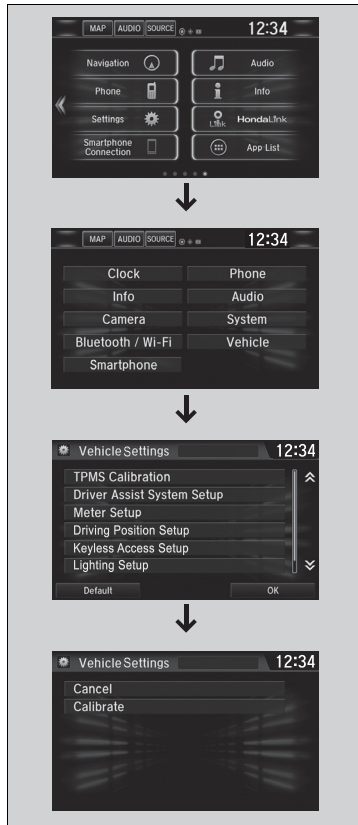 MAP AUDIO SOURCE 12:34
Navigation Audio
Phone Info
Settings Link HondaLink
Smartphone Connection App List
MAP AUDIO SOURCE 12:34
Clock Phone
Info Audio
Camera System
Bluetooth / Wi-Fi Vehicle
Smartphone
Vehicle Settings 12:34
TPMS Calibration
Driver Assist System Setup
Meter Setup
Driving Position Setup
Keyless Access Setup
Lighting Setup
Default OK
Vehicle Settings 12:34
Cancel
Calibrate